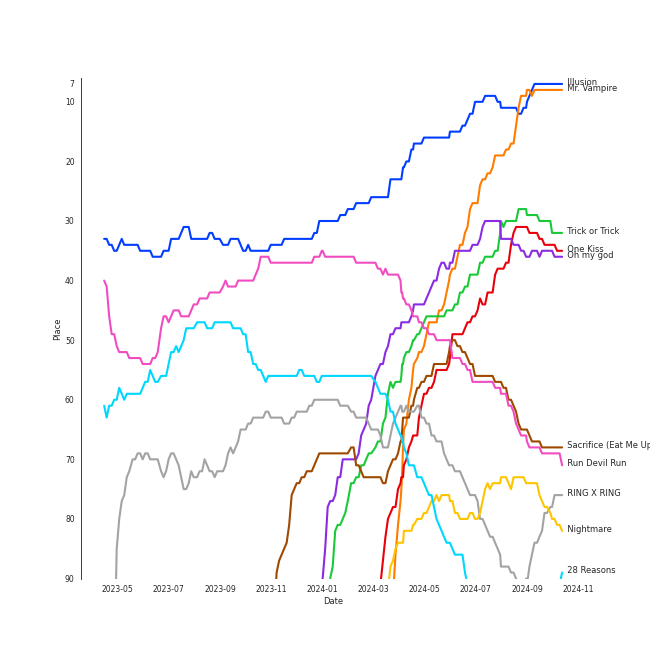 7
10
20
30
40
50
60
70
80
90
Place
2023-05 2023-07 2023-09 2023-11 2024-01 2024-03 2024-05 2024-07 2024-09 2024-11
Date
Illusion
Mr. Vampire
Trick or Trick
One Kiss
Oh my god
Sacrifice (Eat Me Up
Run Devil Run
RING X RING
Nightmare
28 Reasons